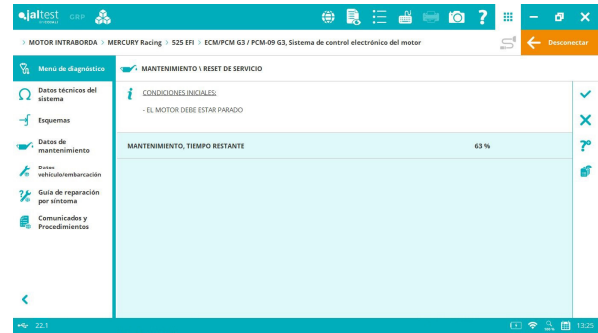 jaltest GRP
MOTOR INTRABORDA > MERCURY Racing > 525 EFI > ECM/PCM G3 / PCM-09 G3, Sistema de control electrónico del motor
Desconectar
Menú de diagnóstico
MANTENIMIENTO \ RESET DE SERVICIO
Datos técnicos del
sistema
Esquemas
Datos de
mantenimiento
Datos
vehículo/embarcación
Guía de reparación
por síntoma
Comunicados y
Procedimientos
CONDICIONES INICIALES:
- EL MOTOR DEBE ESTAR PARADO
MANTENIMIENTO, TIEMPO RESTANTE 63 %
22.1
100 %
13:25